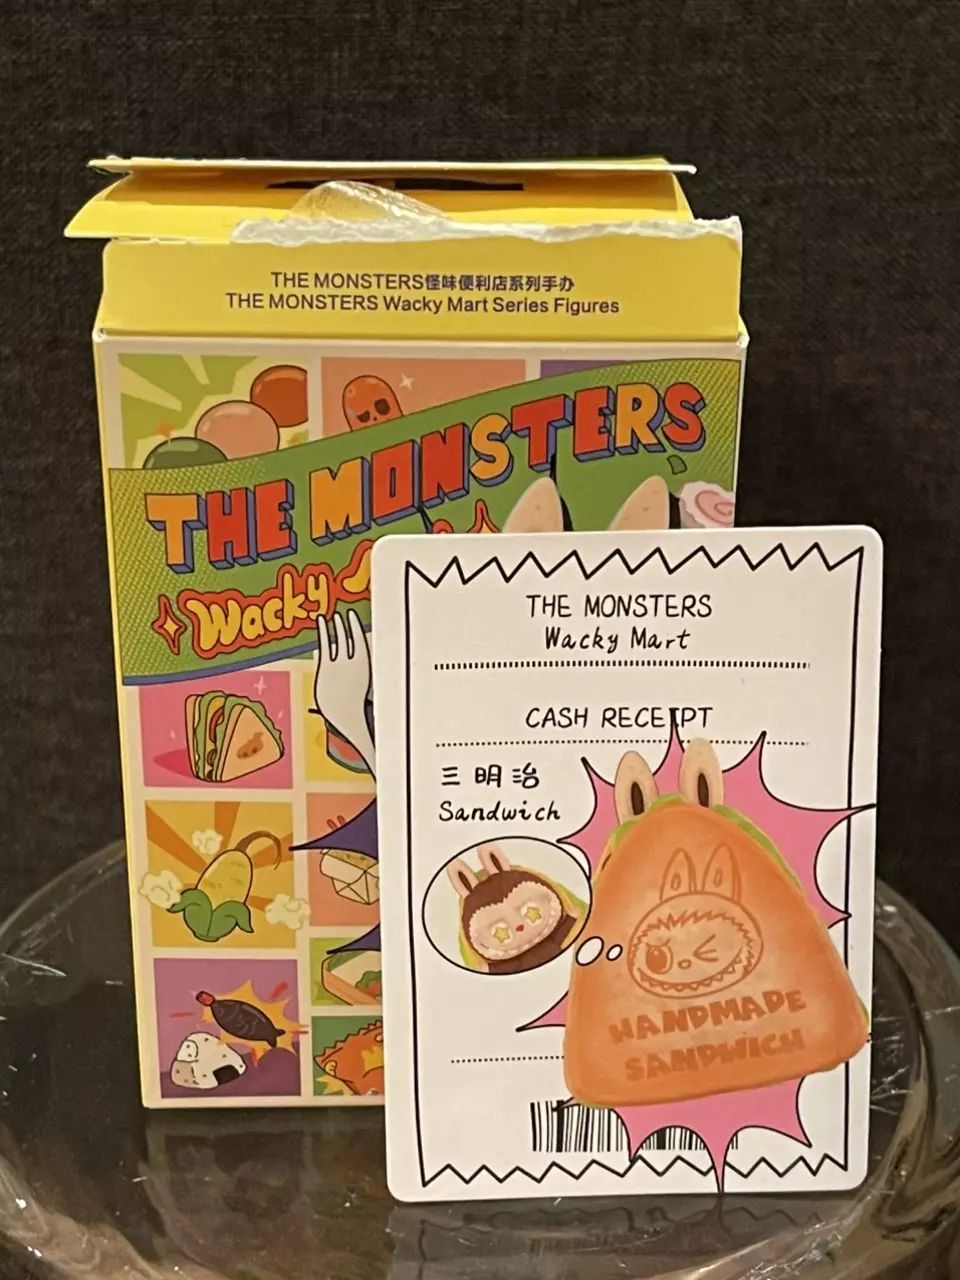 THE MONSTERS怪味便利店系列手办
THE MONSTERS Wacky Mart Series Figures
THE MONSTERS
Wacky
THE MONSTERS
Wacky Mart
CASH RECEIPT
三明治
Sandwich
HANDMADE
SANDWICH